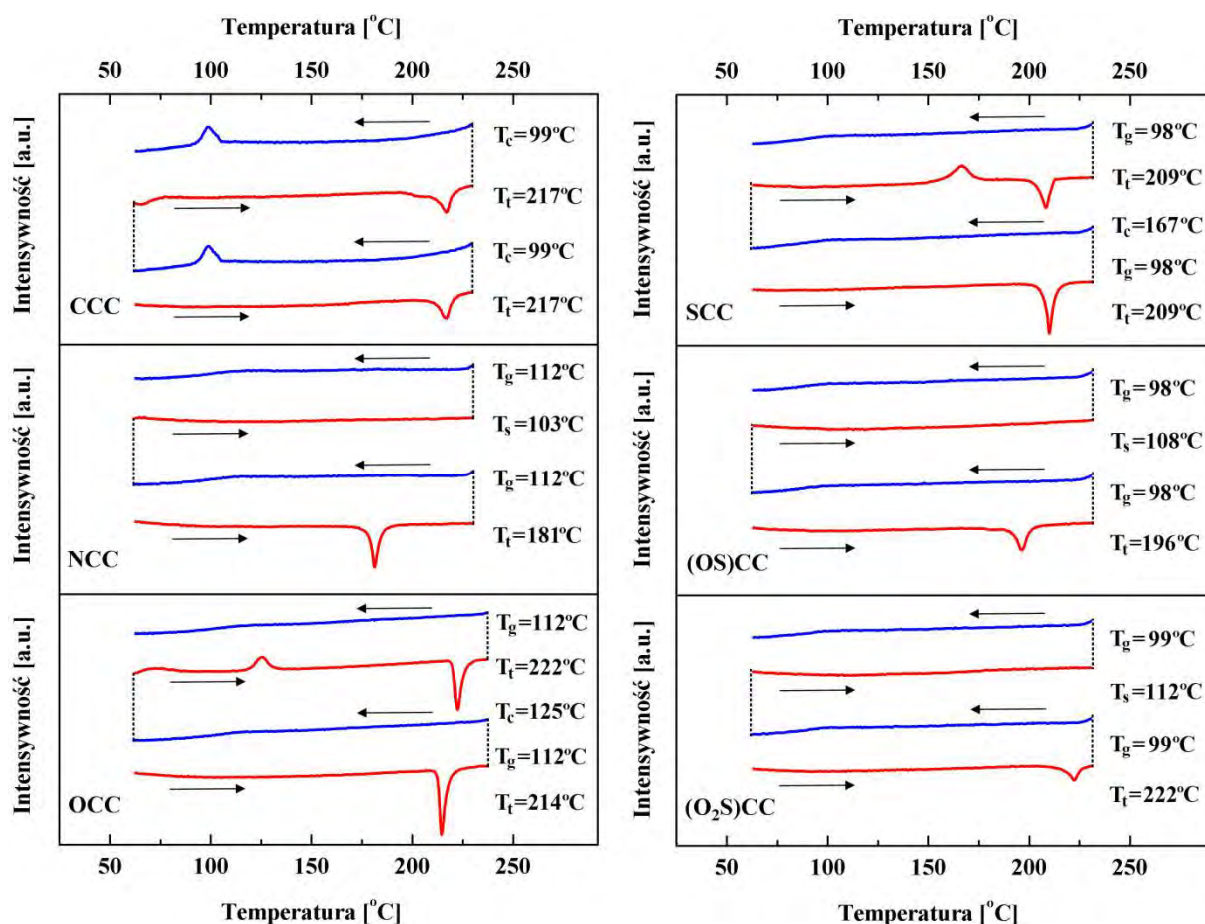 Temperatura [°C]
50 100 150 200 250
Intensywność [a.u.]
T_c=99°C
T_t=217°C
T_c=99°C
T_t=217°C
CCC
Intensywność [a.u.]
T_g=112°C
T_s=103°C
T_g=112°C
T_t=181°C
NCC
Intensywność [a.u.]
T_g=112°C
T_t=222°C
T_c=125°C
T_g=112°C
T_t=214°C
OCC
50 100 150 200 250
Temperatura [°C]
Temperatura [°C]
50 100 150 200 250
Intensywność [a.u.]
T_g=98°C
T_t=209°C
T_c=167°C
T_g=98°C
T_t=209°C
SCC
Intensywność [a.u.]
T_g=98°C
T_s=108°C
T_g=98°C
T_t=196°C
(OS)CC
Intensywność [a.u.]
T_g=99°C
T_s=112°C
T_g=99°C
T_t=222°C
(O₂S)CC
50 100 150 200 250
Temperatura [°C]